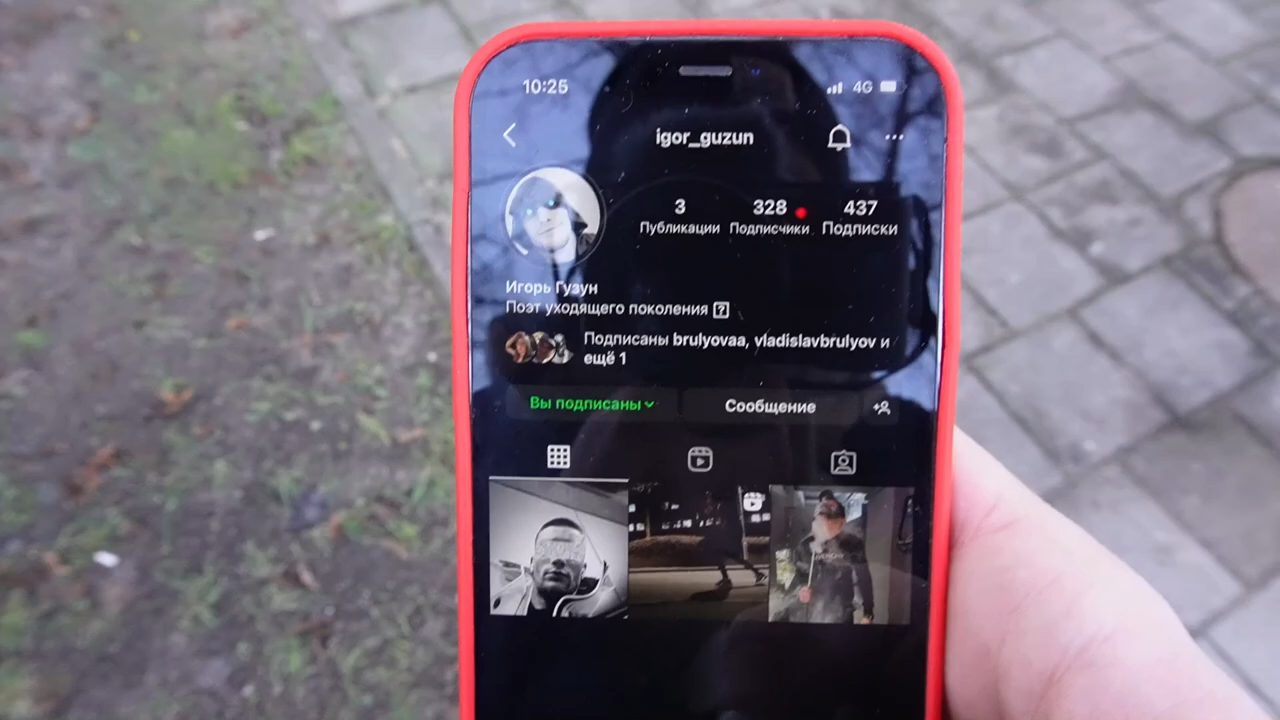 10:25
4G
igor_guzun
3 328 437
Публикации Подписчики Подписки
Игорь Гузун
Поэт уходящего поколения
Подписаны brulyovaa, vladislavbrulyov и
ещё 1
Вы подписаны
Сообщение